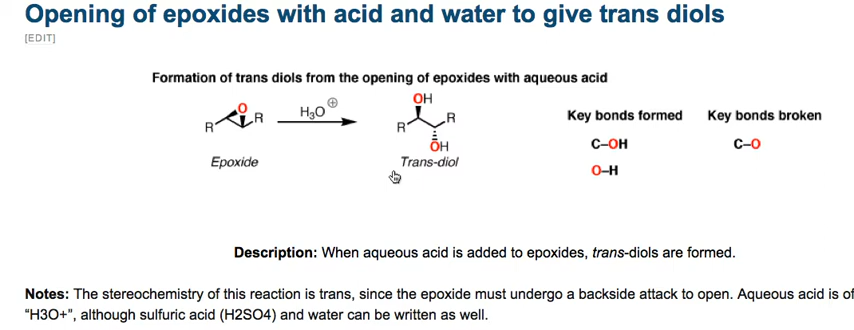 Opening of epoxides with acid and water to give trans diols
[EDIT]
Formation of trans diols from the opening of epoxides with aqueous acid
R O R
H3O⊕
OH
R R
OH
Epoxide
Trans-diol
Key bonds formed Key bonds broken
C–OH C–O
O–H
Description: When aqueous acid is added to epoxides, trans-diols are formed.
Notes: The stereochemistry of this reaction is trans, since the epoxide must undergo a backside attack to open. Aqueous acid is of
“H3O+”, although sulfuric acid (H2SO4) and water can be written as well.